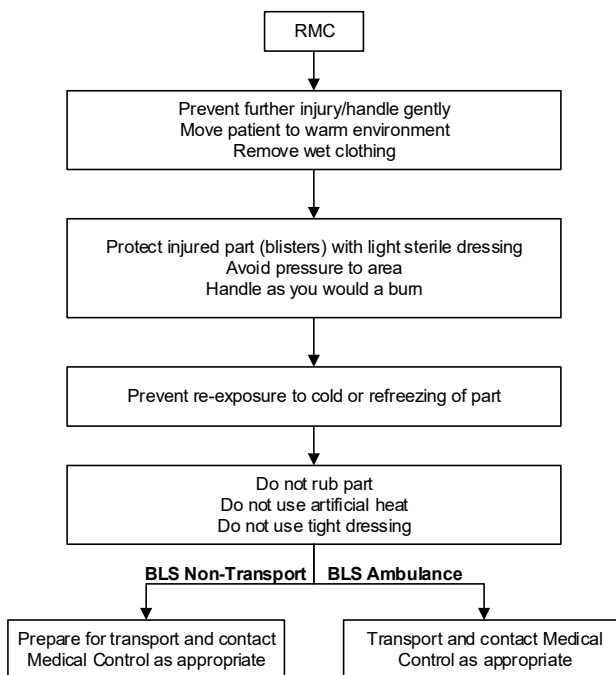 RMC
Prevent further injury/handle gently
Move patient to warm environment
Remove wet clothing
Protect injured part (blisters) with light sterile dressing
Avoid pressure to area
Handle as you would a burn
Prevent re-exposure to cold or refreezing of part
Do not rub part
Do not use artificial heat
Do not use tight dressing
BLS Non-Transport
BLS Ambulance
Prepare for transport and contact
Medical Control as appropriate
Transport and contact Medical
Control as appropriate